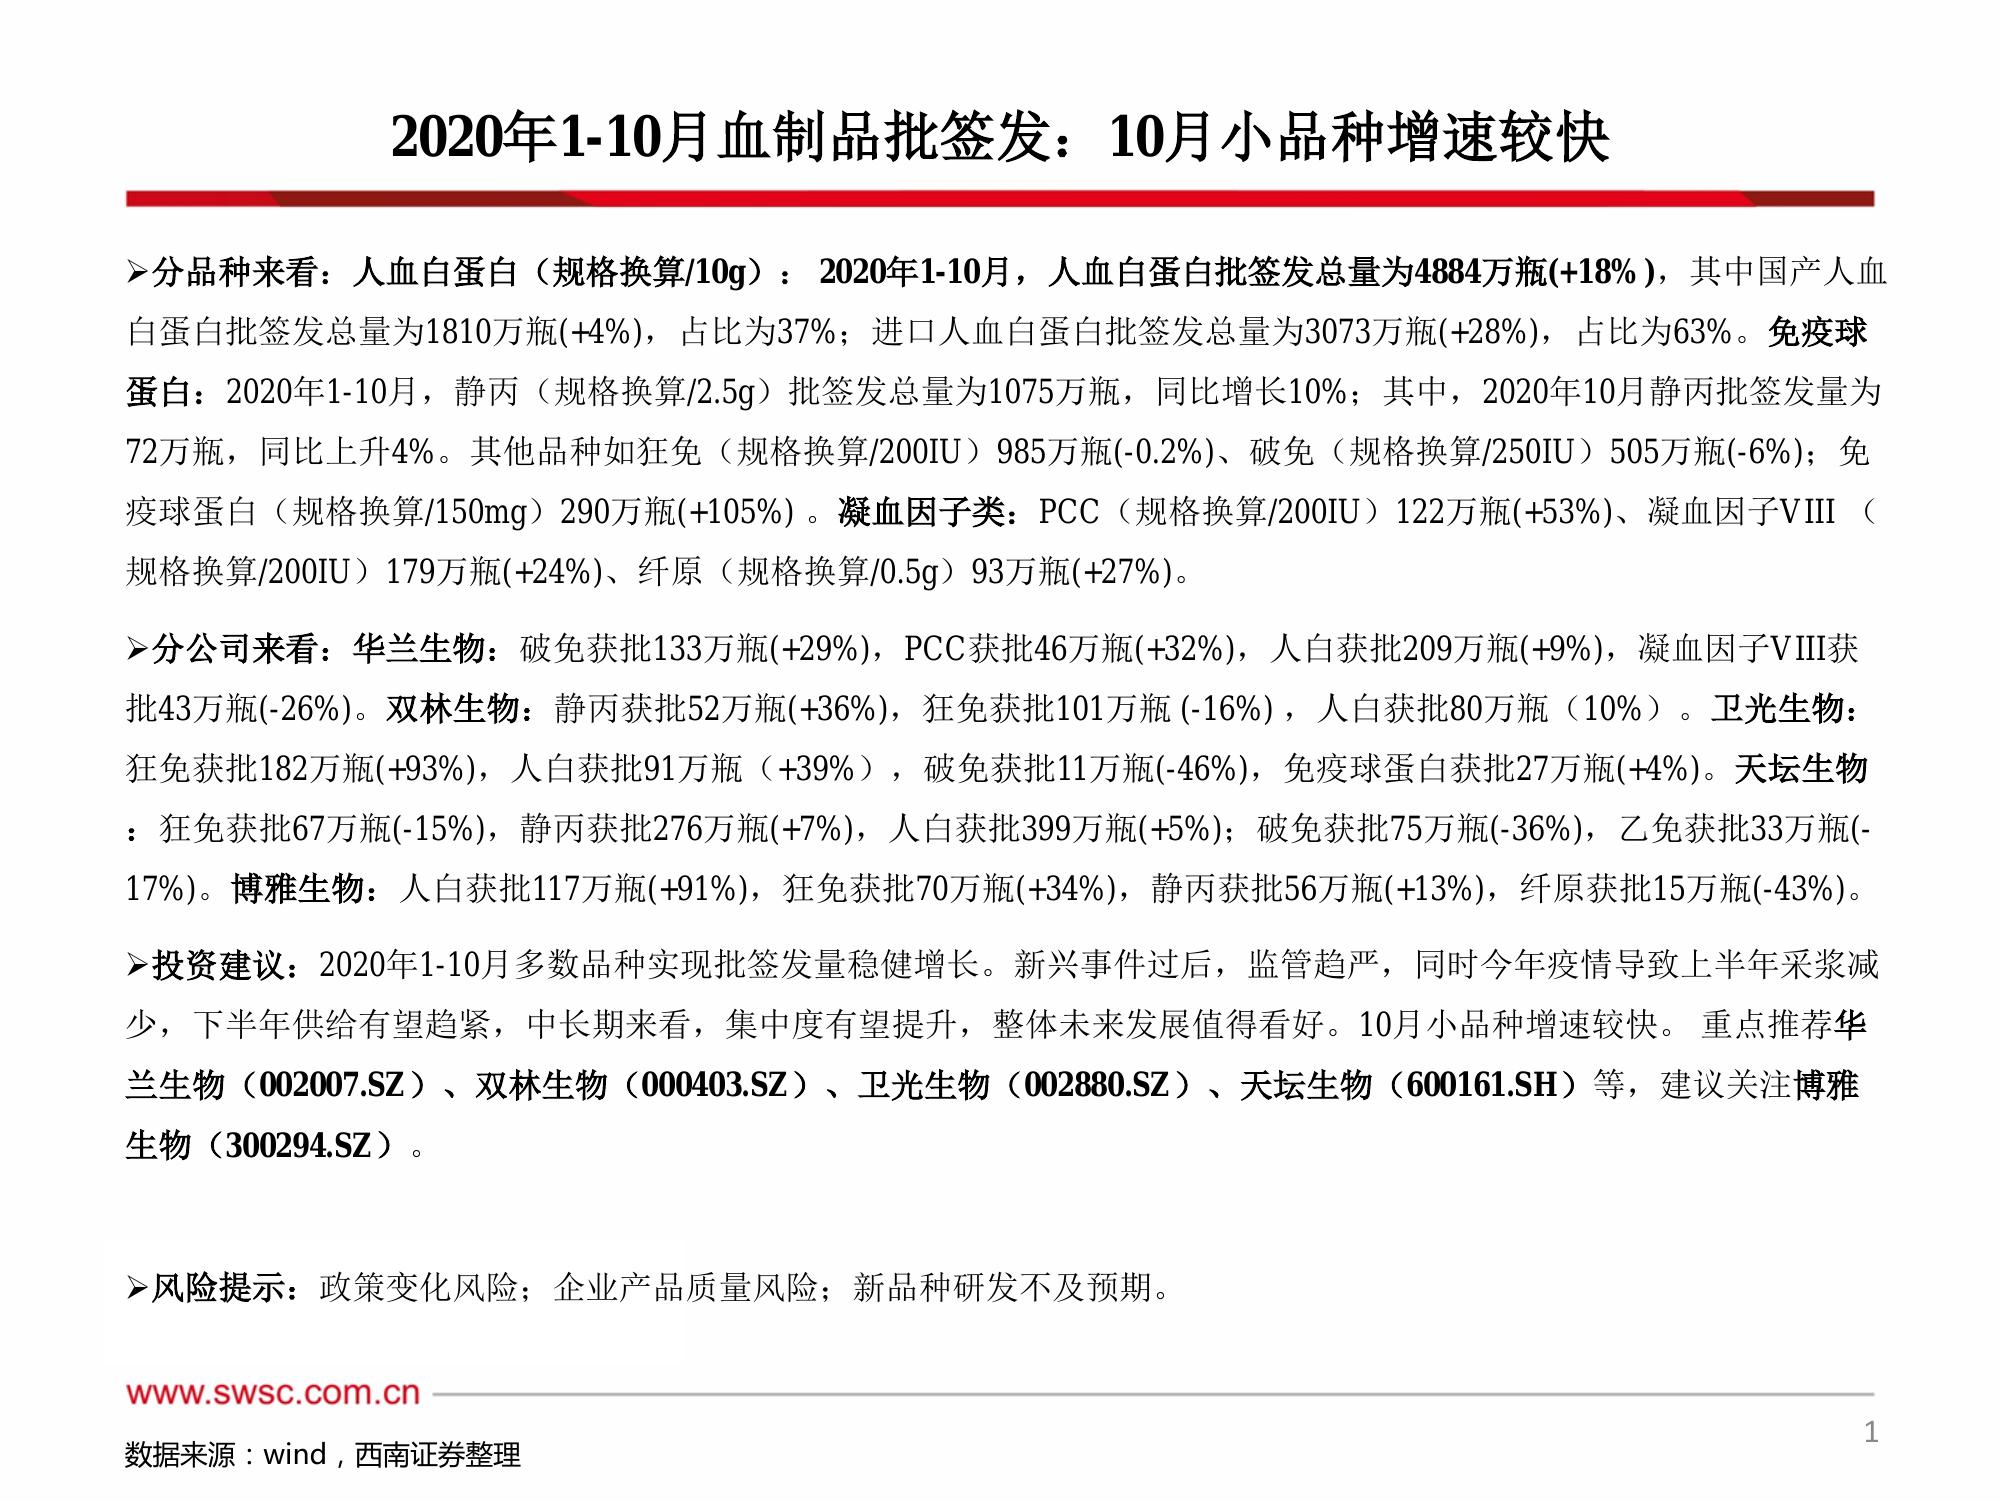 2020年1-10月血制品批签发：10月小品种增速较快
➢分品种来看：人血白蛋白（规格换算/10g）： 2020年1-10月，人血白蛋白批签发总量为4884万瓶(+18% )，其中国产人血
白蛋白批签发总量为1810万瓶(+4%)，占比为37%；进口人血白蛋白批签发总量为3073万瓶(+28%)，占比为63%。免疫球
蛋白：2020年1-10月，静丙（规格换算/2.5g）批签发总量为1075万瓶，同比增长10%；其中，2020年10月静丙批签发量为
72万瓶，同比上升4%。其他品种如狂免（规格换算/200IU）985万瓶(-0.2%)、破免（规格换算/250IU）505万瓶(-6%)；免
疫球蛋白（规格换算/150mg）290万瓶(+105%) 。凝血因子类：PCC（规格换算/200IU）122万瓶(+53%)、凝血因子VIII （
规格换算/200IU）179万瓶(+24%)、纤原（规格换算/0.5g）93万瓶(+27%)。
➢分公司来看：华兰生物：破免获批133万瓶(+29%)，PCC获批46万瓶(+32%)，人白获批209万瓶(+9%)，凝血因子VIII获
批43万瓶(-26%)。双林生物：静丙获批52万瓶(+36%)，狂免获批101万瓶 (-16%) ，人白获批80万瓶（10%）。卫光生物：
狂免获批182万瓶(+93%)，人白获批91万瓶（+39%），破免获批11万瓶(-46%)，免疫球蛋白获批27万瓶(+4%)。天坛生物
：狂免获批67万瓶(-15%)，静丙获批276万瓶(+7%)，人白获批399万瓶(+5%)；破免获批75万瓶(-36%)，乙免获批33万瓶(-
17%)。博雅生物：人白获批117万瓶(+91%)，狂免获批70万瓶(+34%)，静丙获批56万瓶(+13%)，纤原获批15万瓶(-43%)。
➢投资建议：2020年1-10月多数品种实现批签发量稳健增长。新兴事件过后，监管趋严，同时今年疫情导致上半年采浆减
少，下半年供给有望趋紧，中长期来看，集中度有望提升，整体未来发展值得看好。10月小品种增速较快。 重点推荐华
兰生物（002007.SZ）、双林生物（000403.SZ）、卫光生物（002880.SZ）、天坛生物（600161.SH）等，建议关注博雅
生物（300294.SZ）。
➢风险提示：政策变化风险；企业产品质量风险；新品种研发不及预期。
www.swsc.com.cn
1
数据来源：wind，西南证券整理